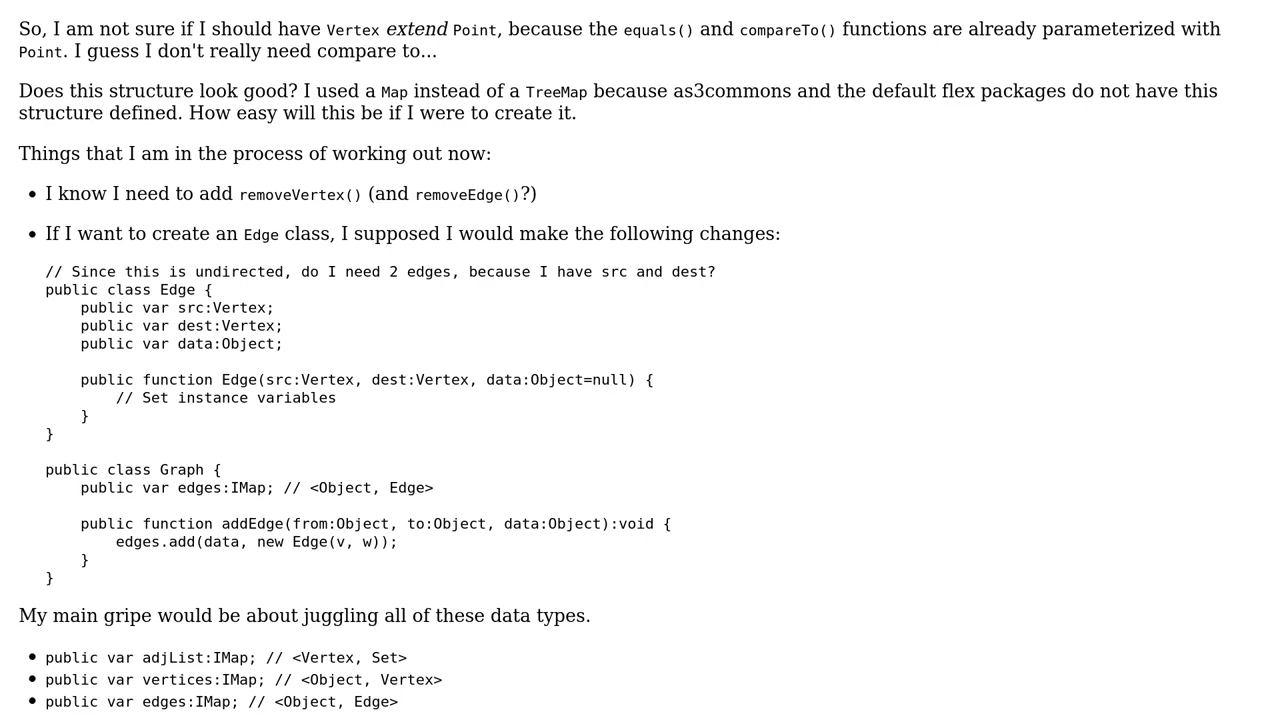 So, I am not sure if I should have Vertex extend Point, because the equals() and compareTo() functions are already parameterized with
Point. I guess I don't really need compare to...
Does this structure look good? I used a Map instead of a TreeMap because as3commons and the default flex packages do not have this
structure defined. How easy will this be if I were to create it.
Things that I am in the process of working out now:
• I know I need to add removeVertex() (and removeEdge()?)
• If I want to create an Edge class, I supposed I would make the following changes:
// Since this is undirected, do I need 2 edges, because I have src and dest?
public class Edge {
    public var src:Vertex;
    public var dest:Vertex;
    public var data:Object;
    public function Edge(src:Vertex, dest:Vertex, data:Object=null) {
        // Set instance variables
    }
}
public class Graph {
    public var edges:IMap; // <Object, Edge>
    public function addEdge(from:Object, to:Object, data:Object):void {
        edges.add(data, new Edge(v, w));
    }
}
My main gripe would be about juggling all of these data types.
• public var adjList:IMap; // <Vertex, Set>
• public var vertices:IMap; // <Object, Vertex>
• public var edges:IMap; // <Object, Edge>